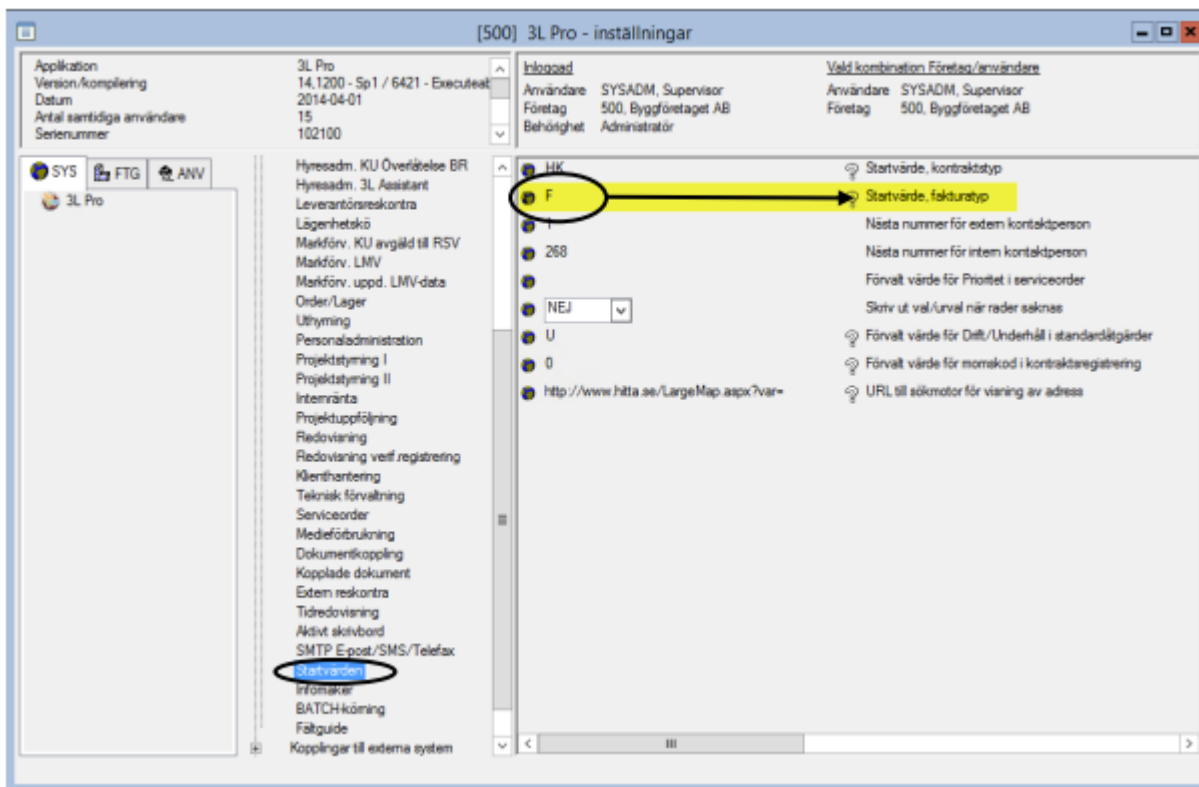 [500] 3L Pro - inställningar
Applikation 3L Pro
Version/kompilering 14,1200 - Sp1 / 6421 - Executeab
Datum 2014-04-01
Antal samtidiga användare 15
Serienummer 102100
Inloggad
Användare SYSADM, Supervisor
Företag 500, Byggföretaget AB
Behörighet Administratör
Vald kombination Företag/användare
Användare SYSADM, Supervisor
Företag 500, Byggföretaget AB
SYS FTG ANV
3L Pro
Hyresadm. KU Överlåtelse BR
Hyresadm. 3L Assistant
Leverantörsreskontra
Lägenhetskö
Markförv. KU avgäld till RSV
Markförv. LMV
Markförv. uppd. LMV-data
Order/Lager
Uthyrning
Personaladministration
Projektstyrning I
Projektstyrning II
Internränta
Projektuppföljning
Redovisning
Redovisning verif.registrering
Klienthantering
Teknisk förvaltning
Serviceorder
Medieförbrukning
Dokumentkoppling
Kopplade dokument
Extern reskontra
Tidredovisning
Aktivt skrivbord
SMTP E-post/SMS/Telefax
Startvärden
Infomaker
BATCH-körning
Fältguide
Kopplingar till externa system
HK Startvärde, kontraktstyp
F Startvärde, fakturatyp
1 Nästa nummer för extern kontaktperson
268 Nästa nummer för intern kontaktperson
Förvalt värde för Prioritet i serviceorder
NEJ Skriv ut val/urval när rader saknas
U Förvalt värde för Drift/Underhåll i standardåtgärder
0 Förvalt värde för momskod i kontraktsregistrering
http://www.hitta.se/LargeMap.aspx?var= URL till sökmotor för visning av adress